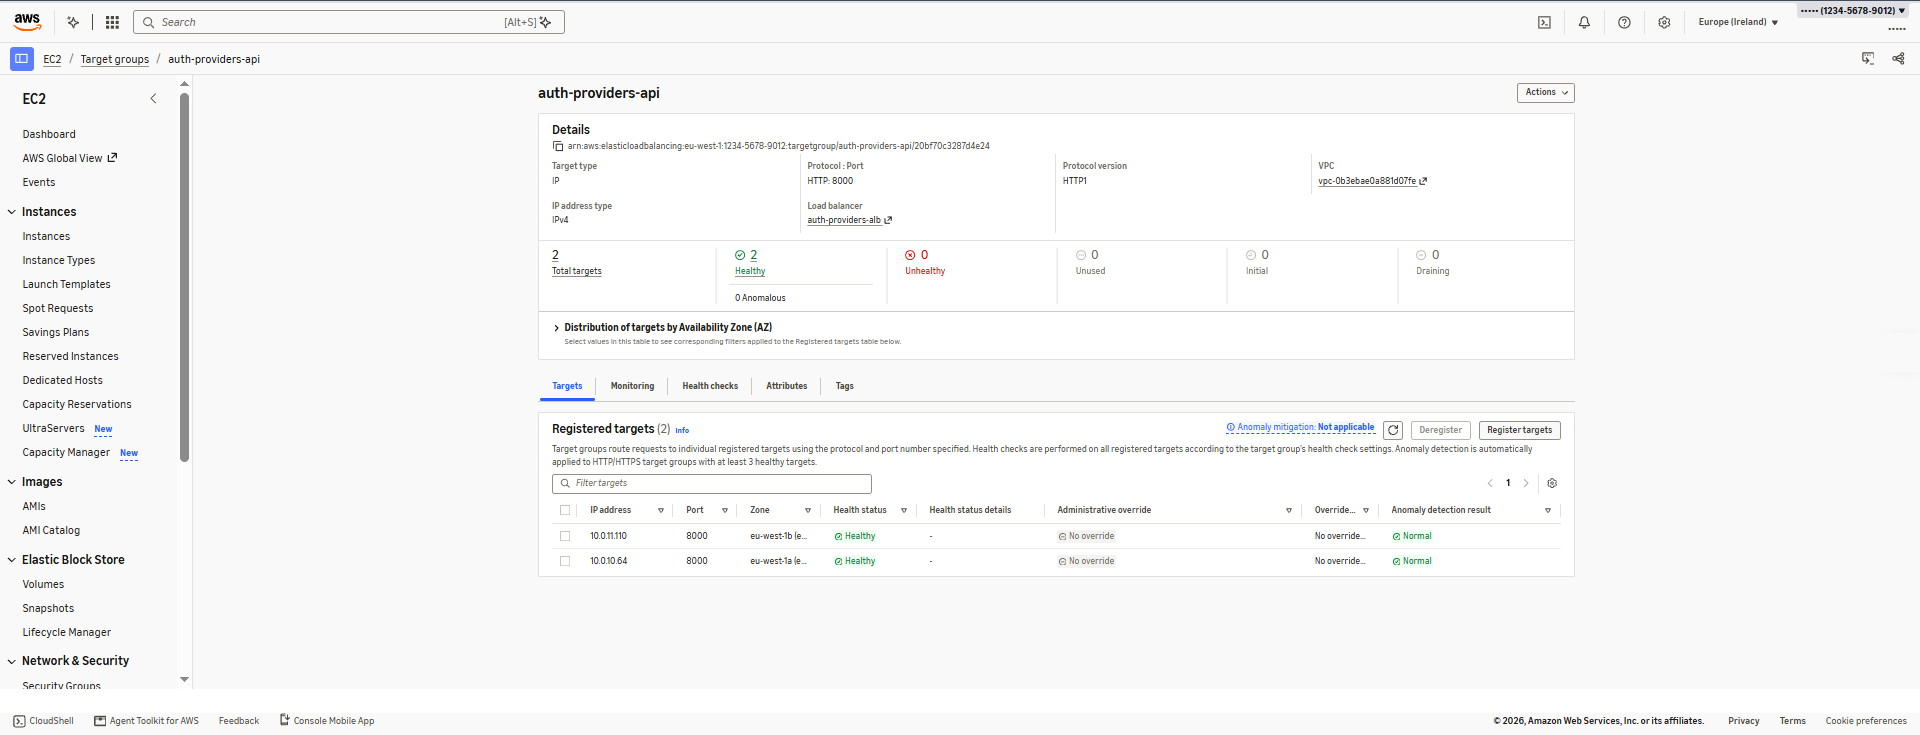 aws
Search
[Alt+S]
Europe (Ireland) ▼
••••• (1234-5678-9012) ▼
•••••
EC2 / Target groups / auth-providers-api
EC2
Dashboard
AWS Global View
Events
Instances
Instances
Instance Types
Launch Templates
Spot Requests
Savings Plans
Reserved Instances
Dedicated Hosts
Capacity Reservations
UltraServers New
Capacity Manager New
Images
AMIs
AMI Catalog
Elastic Block Store
Volumes
Snapshots
Lifecycle Manager
Network & Security
Security Groups
auth-providers-api
Actions
Details
arn:aws:elasticloadbalancing:eu-west-1:1234-5678-9012:targetgroup/auth-providers-api/20bf70c3287d4e24
Target type
IP
Protocol : Port
HTTP: 8000
Protocol version
HTTP1
VPC
vpc-0b3ebae0a881d07fe
IP address type
IPv4
Load balancer
auth-providers-alb
2
Total targets
2
Healthy
0 Anomalous
0
Unhealthy
0
Unused
0
Initial
0
Draining
Distribution of targets by Availability Zone (AZ)
Select values in this table to see corresponding filters applied to the Registered targets table below.
Targets
Monitoring
Health checks
Attributes
Tags
Registered targets (2) Info
Anomaly mitigation: Not applicable
Deregister
Register targets
Target groups route requests to individual registered targets using the protocol and port number specified. Health checks are performed on all registered targets according to the target group's health check settings. Anomaly detection is automatically
applied to HTTP/HTTPS target groups with at least 3 healthy targets.
Filter targets
1
IP address Port Zone Health status Health status details Administrative override Override... Anomaly detection result
10.0.11.110 8000 eu-west-1b (e... Healthy - No override No override... Normal
10.0.10.64 8000 eu-west-1a (e... Healthy - No override No override... Normal
CloudShell
Agent Toolkit for AWS
Feedback
Console Mobile App
© 2026, Amazon Web Services, Inc. or its affiliates.
Privacy
Terms
Cookie preferences